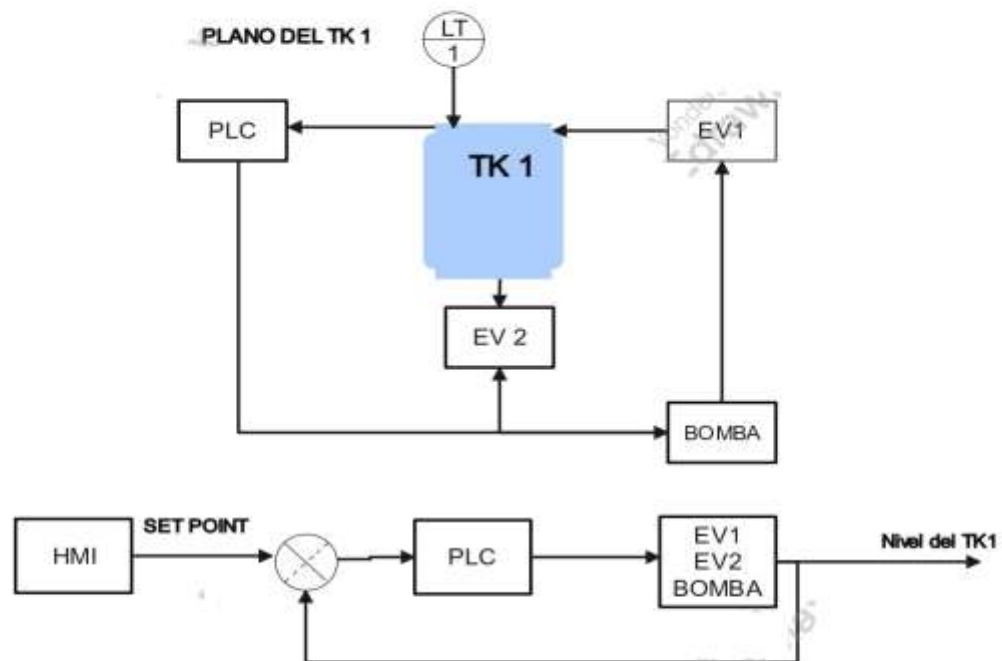 PLANO DEL TK 1
LT
1
PLC
TK 1
EV1
EV 2
BOMBA
HMI
SET POINT
PLC
EV1
EV2
BOMBA
Nivel del TK1